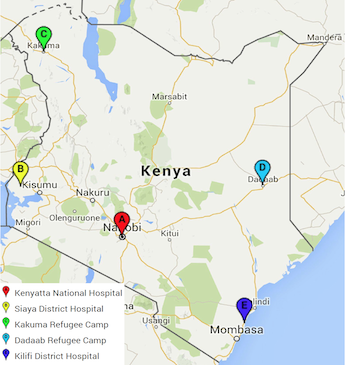 C
Kakuma
Mandera
Marsabit
B
Kenya
D
Dadaab
Kisumu
Nakuru
Migori
Olenguruone
A
Nairobi
Kitui
E
Usangi
Mombasa
Kenyatta National Hospital
Siaya District Hospital
Kakuma Refugee Camp
Dadaab Refugee Camp
Kilifi District Hospital